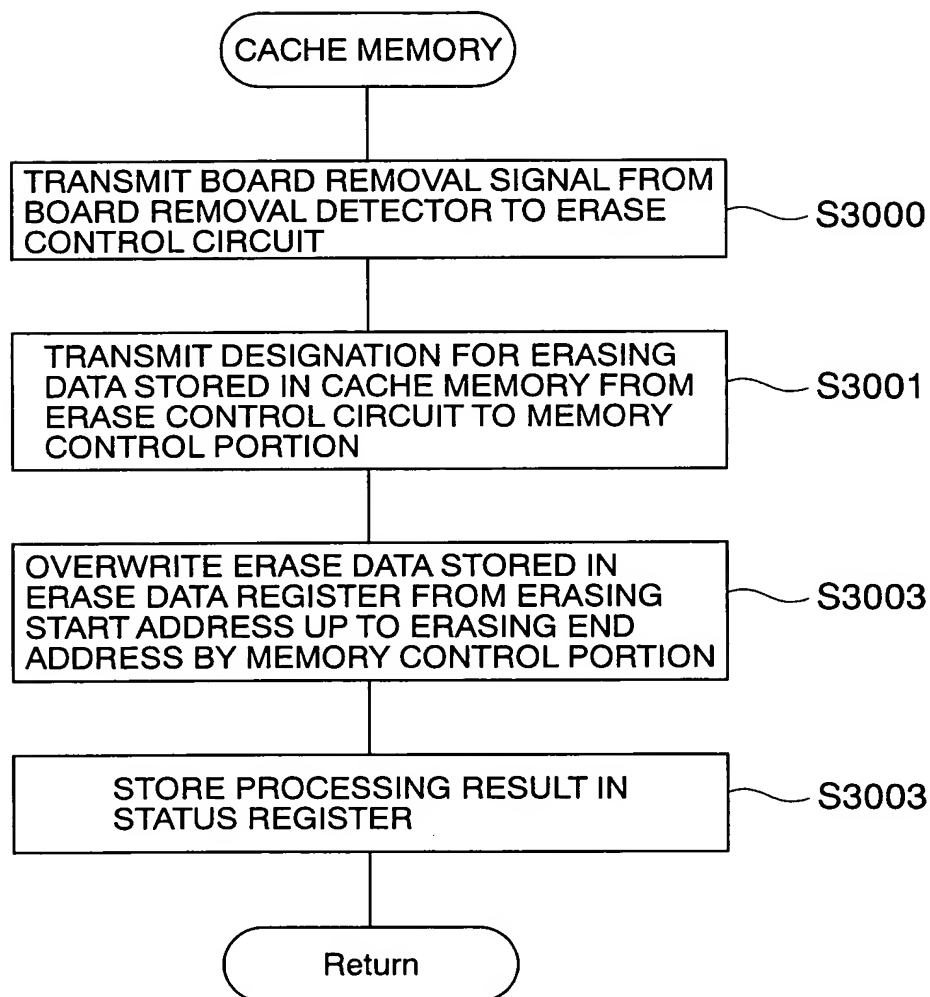 CACHE MEMORY
TRANSMIT BOARD REMOVAL SIGNAL FROM
BOARD REMOVAL DETECTOR TO ERASE
CONTROL CIRCUIT
S3000
TRANSMIT DESIGNATION FOR ERASING
DATA STORED IN CACHE MEMORY FROM
ERASE CONTROL CIRCUIT TO MEMORY
CONTROL PORTION
S3001
OVERWRITE ERASE DATA STORED IN
ERASE DATA REGISTER FROM ERASING
START ADDRESS UP TO ERASING END
ADDRESS BY MEMORY CONTROL PORTION
S3003
STORE PROCESSING RESULT IN
STATUS REGISTER
S3003
Return